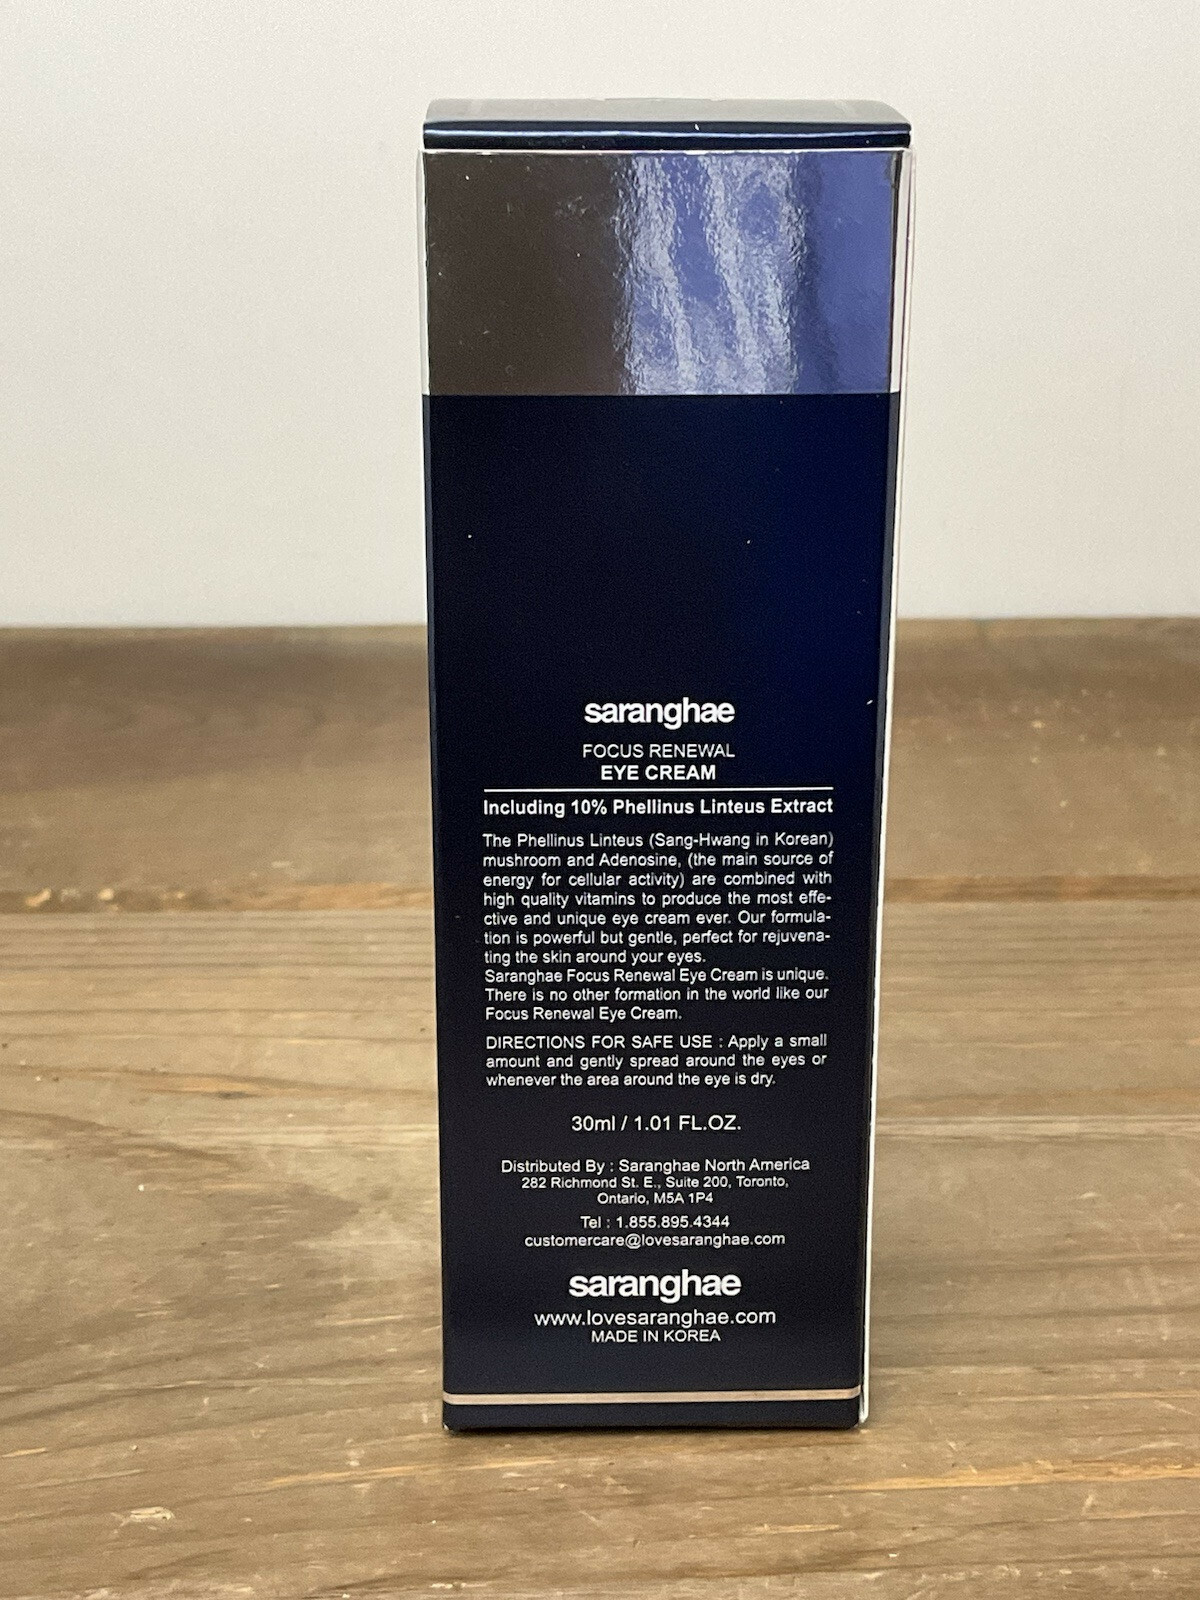 saranghae
FOCUS RENEWAL
EYE CREAM
Including 10% Phellinus Linteus Extract
The Phellinus Linteus (Sang-Hwang in Korean)
mushroom and Adenosine, (the main source of
energy for cellular activity) are combined with
high quality vitamins to produce the most effe-
ctive and unique eye cream ever. Our formula-
tion is powerful but gentle, perfect for rejuvena-
ting the skin around your eyes.
Saranghae Focus Renewal Eye Cream is unique.
There is no other formation in the world like our
Focus Renewal Eye Cream.
DIRECTIONS FOR SAFE USE : Apply a small
amount and gently spread around the eyes or
whenever the area around the eye is dry.
30ml / 1.01 FL.OZ.
Distributed By : Saranghae North America
282 Richmond St. E., Suite 200, Toronto,
Ontario, M5A 1P4
Tel : 1.855.895.4344
customercare@lovesaranghae.com
saranghae
www.lovesaranghae.com
MADE IN KOREA